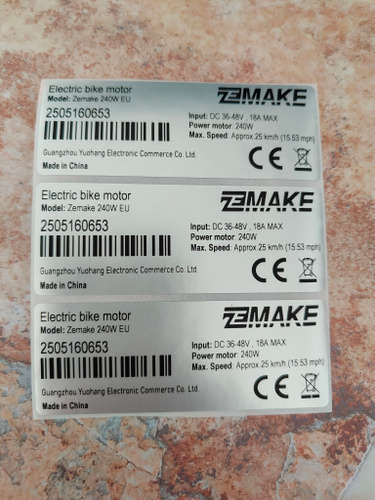 Electric bike motor
Model: Zemake 240W EU
2505160653
Guangzhou Yuohang Electronic Commerce Co. Ltd.
Made in China
ZEMAKE
Input: DC 36-48V , 18A MAX
Power motor: 240W
Max. Speed: Approx.25 km/h (15.53 mph)
CE
Electric bike motor
Model: Zemake 240W EU
2505160653
Guangzhou Yuohang Electronic Commerce Co. Ltd.
Made in China
ZEMAKE
Input: DC 36-48V , 18A MAX
Power motor: 240W
Max. Speed: Approx.25 km/h (15.53 mph)
CE
Electric bike motor
Model: Zemake 240W EU
2505160653
Guangzhou Yuohang Electronic Commerce Co. Ltd.
Made in China
ZEMAKE
Input: DC 36-48V , 18A MAX
Power motor: 240W
Max. Speed: Approx.25 km/h (15.53 mph)
CE